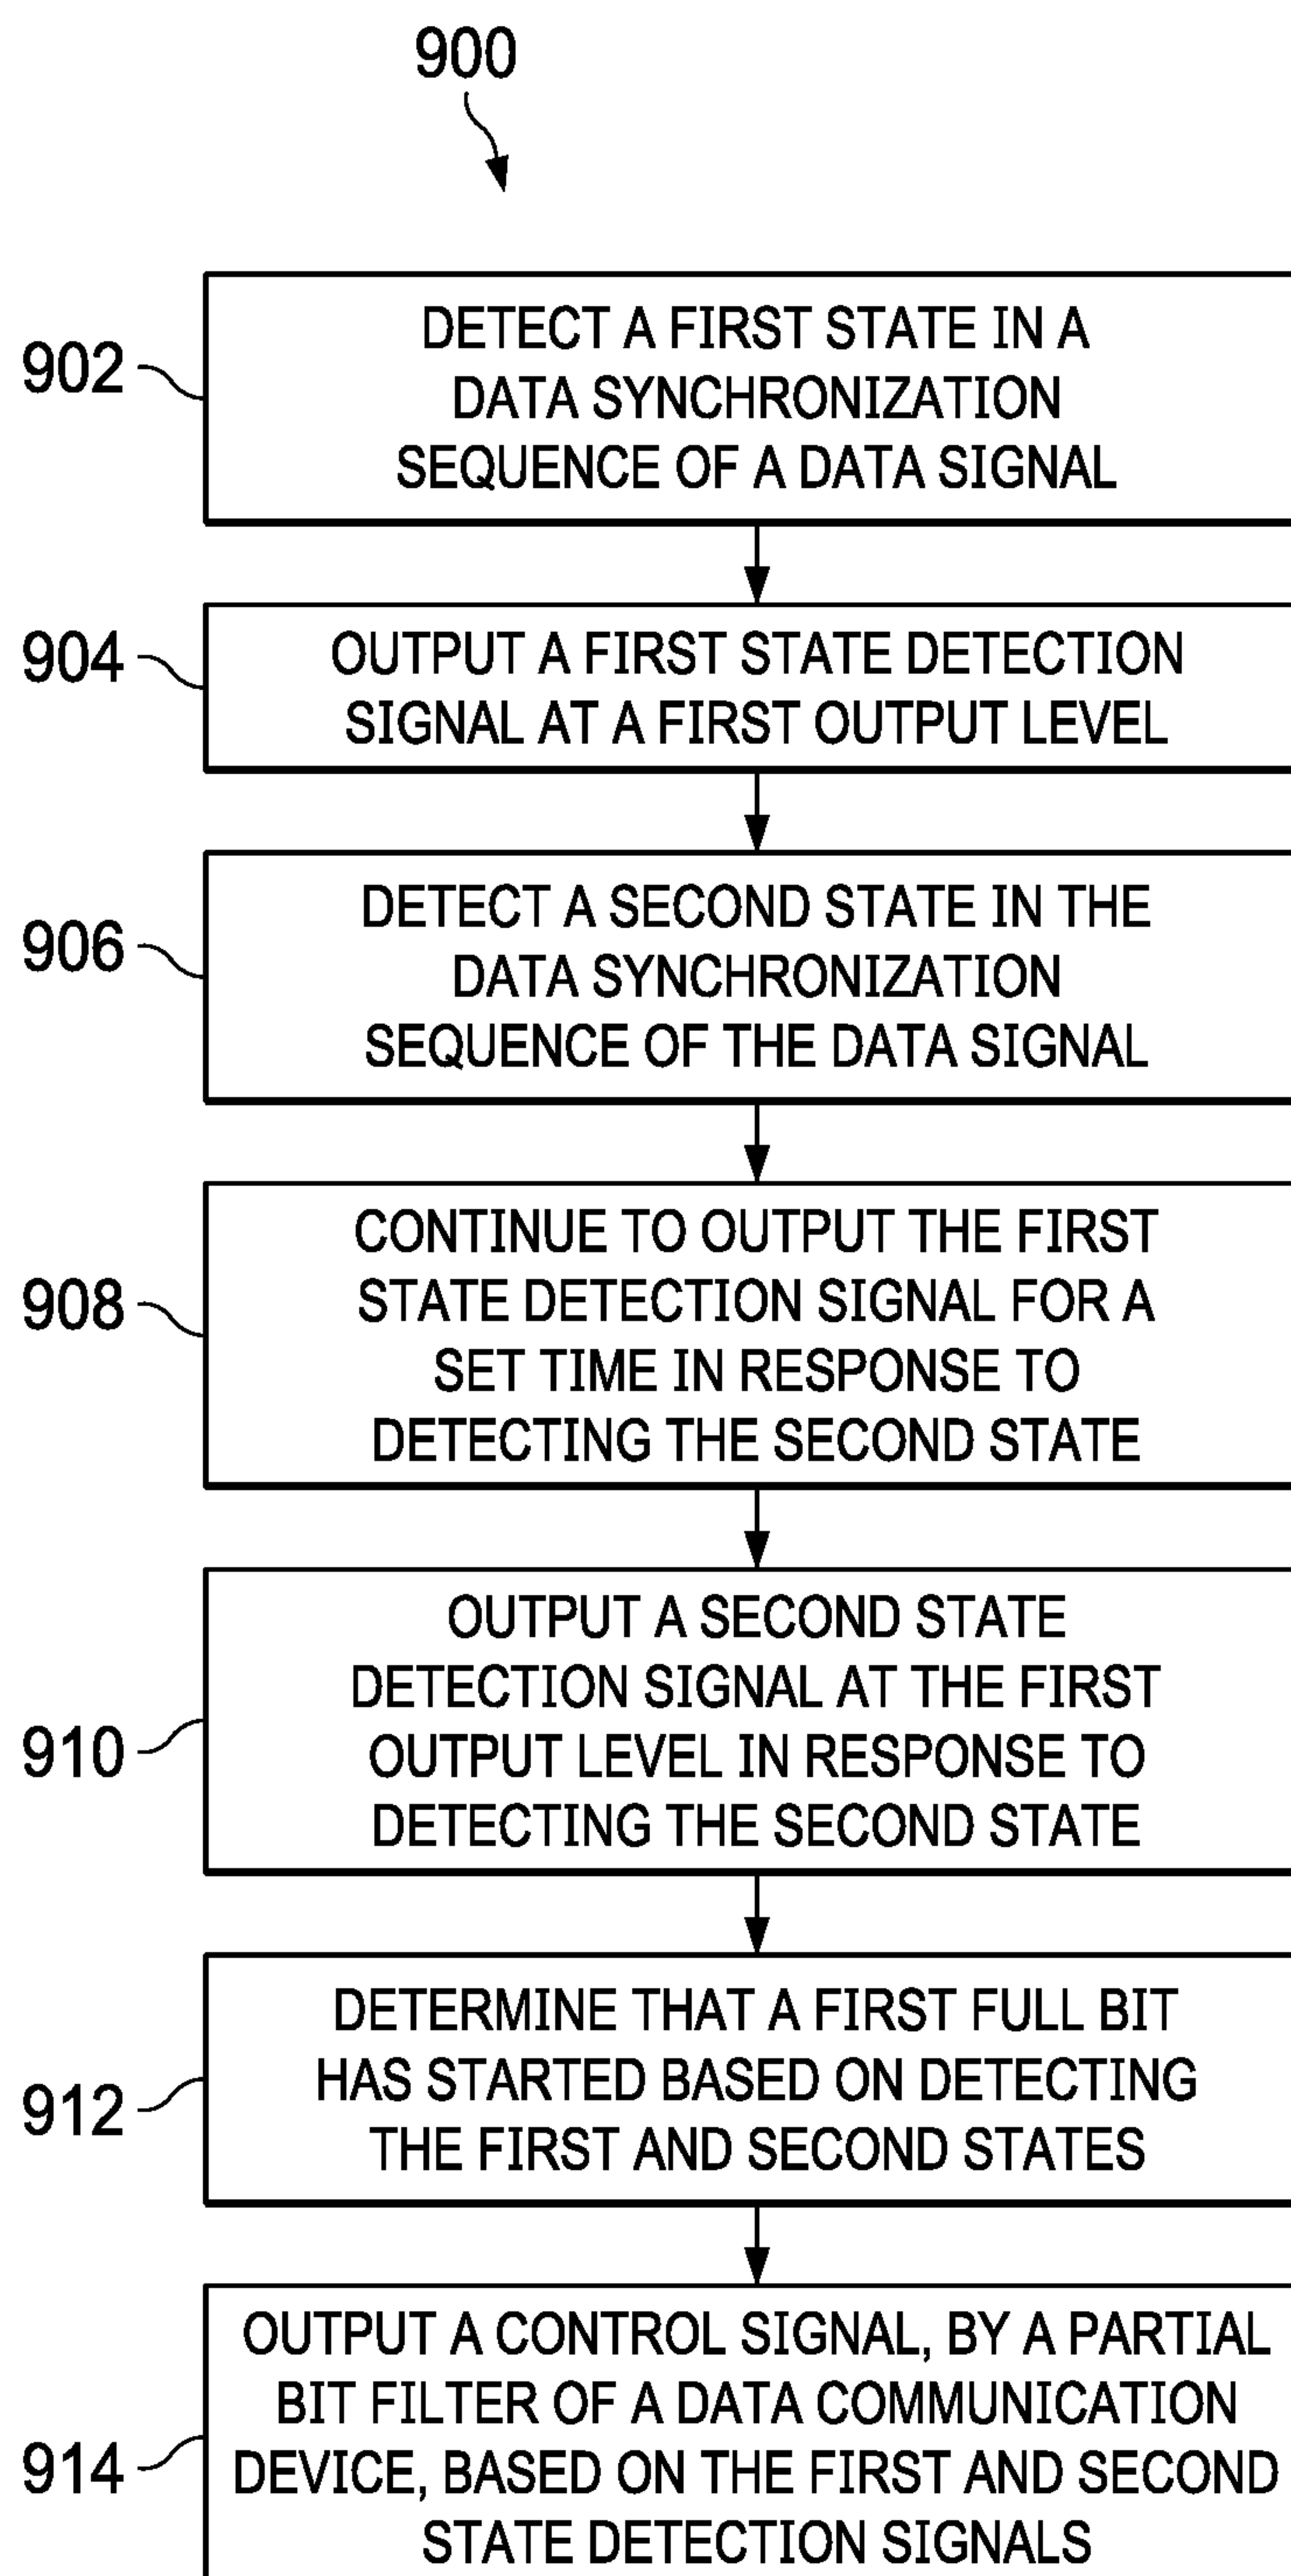 900
902
DETECT A FIRST STATE IN A
DATA SYNCHRONIZATION
SEQUENCE OF A DATA SIGNAL
904
OUTPUT A FIRST STATE DETECTION
SIGNAL AT A FIRST OUTPUT LEVEL
906
DETECT A SECOND STATE IN THE
DATA SYNCHRONIZATION
SEQUENCE OF THE DATA SIGNAL
908
CONTINUE TO OUTPUT THE FIRST
STATE DETECTION SIGNAL FOR A
SET TIME IN RESPONSE TO
DETECTING THE SECOND STATE
910
OUTPUT A SECOND STATE
DETECTION SIGNAL AT THE FIRST
OUTPUT LEVEL IN RESPONSE TO
DETECTING THE SECOND STATE
912
DETERMINE THAT A FIRST FULL BIT
HAS STARTED BASED ON DETECTING
THE FIRST AND SECOND STATES
914
OUTPUT A CONTROL SIGNAL, BY A PARTIAL
BIT FILTER OF A DATA COMMUNICATION
DEVICE, BASED ON THE FIRST AND SECOND
STATE DETECTION SIGNALS